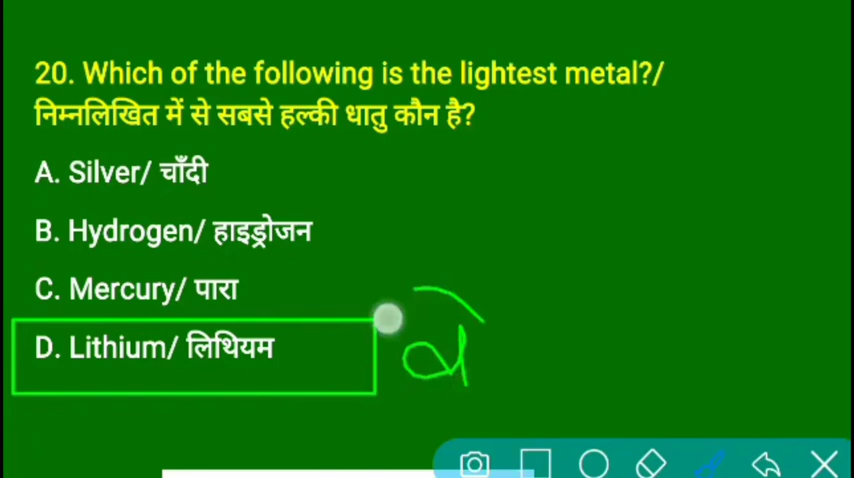 20. Which of the following is the lightest metal?/
निम्नलिखित में से सबसे हल्की धातु कौन है?
A. Silver/ चाँदी
B. Hydrogen/ हाइड्रोजन
C. Mercury/ पारा
D. Lithium/ लिथियम